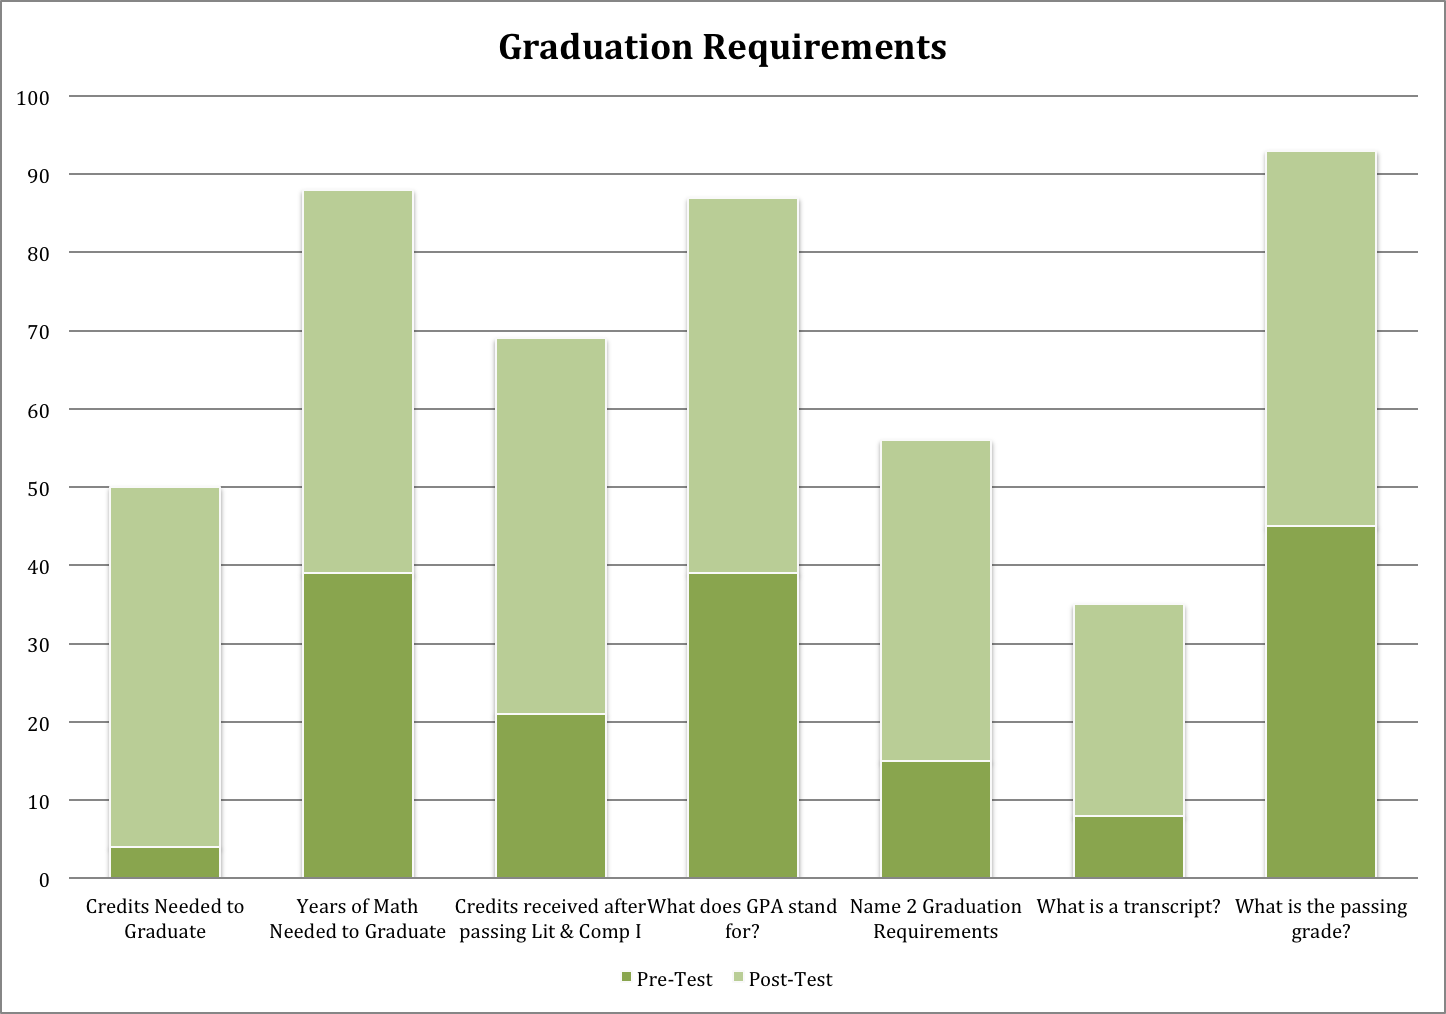 Graduation Requirements
100
90
80
70
60
50
40
30
20
10
0
Credits Needed to
Graduate
Years of Math
Needed to Graduate
Credits received after
passing Lit & Comp I
What does GPA stand
for?
Name 2 Graduation
Requirements
What is a transcript?
What is the passing
grade?
Pre-Test
Post-Test